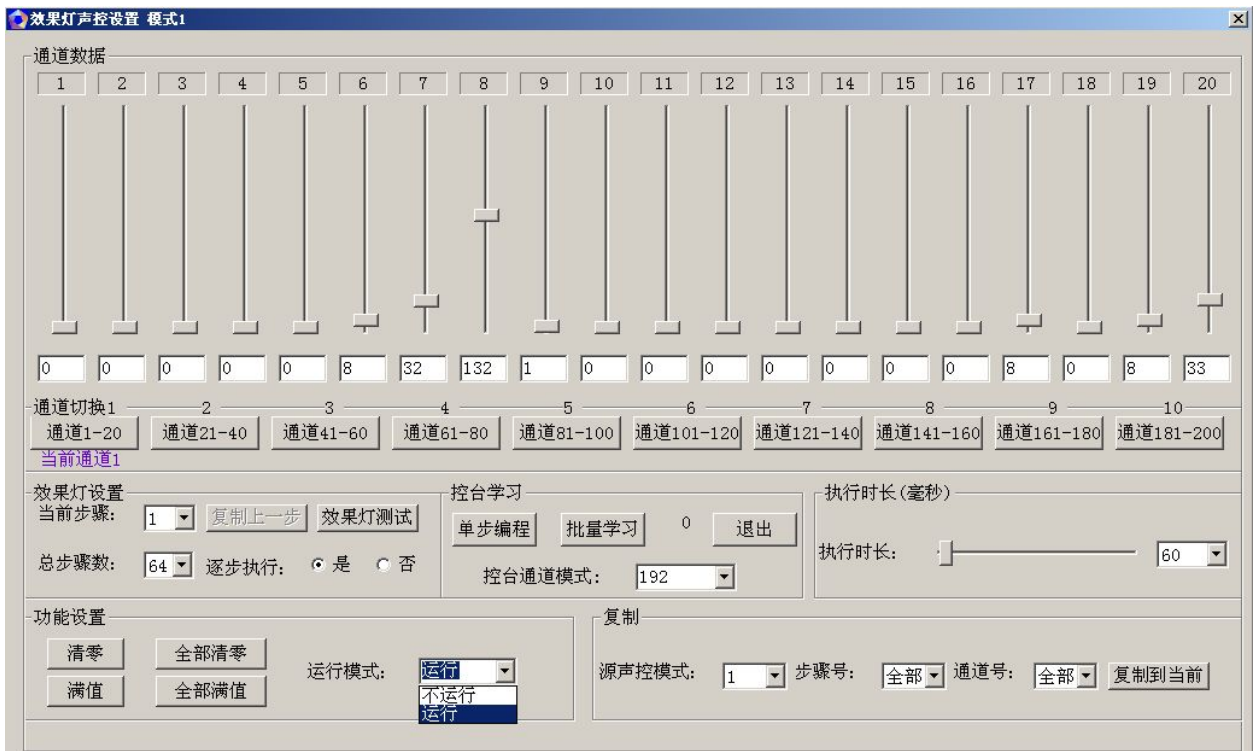 效果灯声控设置 模式1
通道数据
1 2 3 4 5 6 7 8 9 10 11 12 13 14 15 16 17 18 19 20
0 0 0 0 0 8 32 132 1 0 0 0 0 0 0 0 8 0 8 33
通道切换1 2 3 4 5 6 7 8 9 10
通道1-20 通道21-40 通道41-60 通道61-80 通道81-100 通道101-120 通道121-140 通道141-160 通道161-180 通道181-200
当前通道1
效果灯设置 控台学习 执行时长(毫秒)
当前步骤: 1 复制上一步 效果灯测试 单步编程 批量学习 0 退出
执行时长: 60
总步骤数: 64 逐步执行: 是 否 控台通道模式: 192
功能设置 复制
清零 全部清零
运行模式: 运行 源声控模式: 1 步骤号: 全部 通道号: 全部 复制到当前
满值 全部满值 不运行
运行